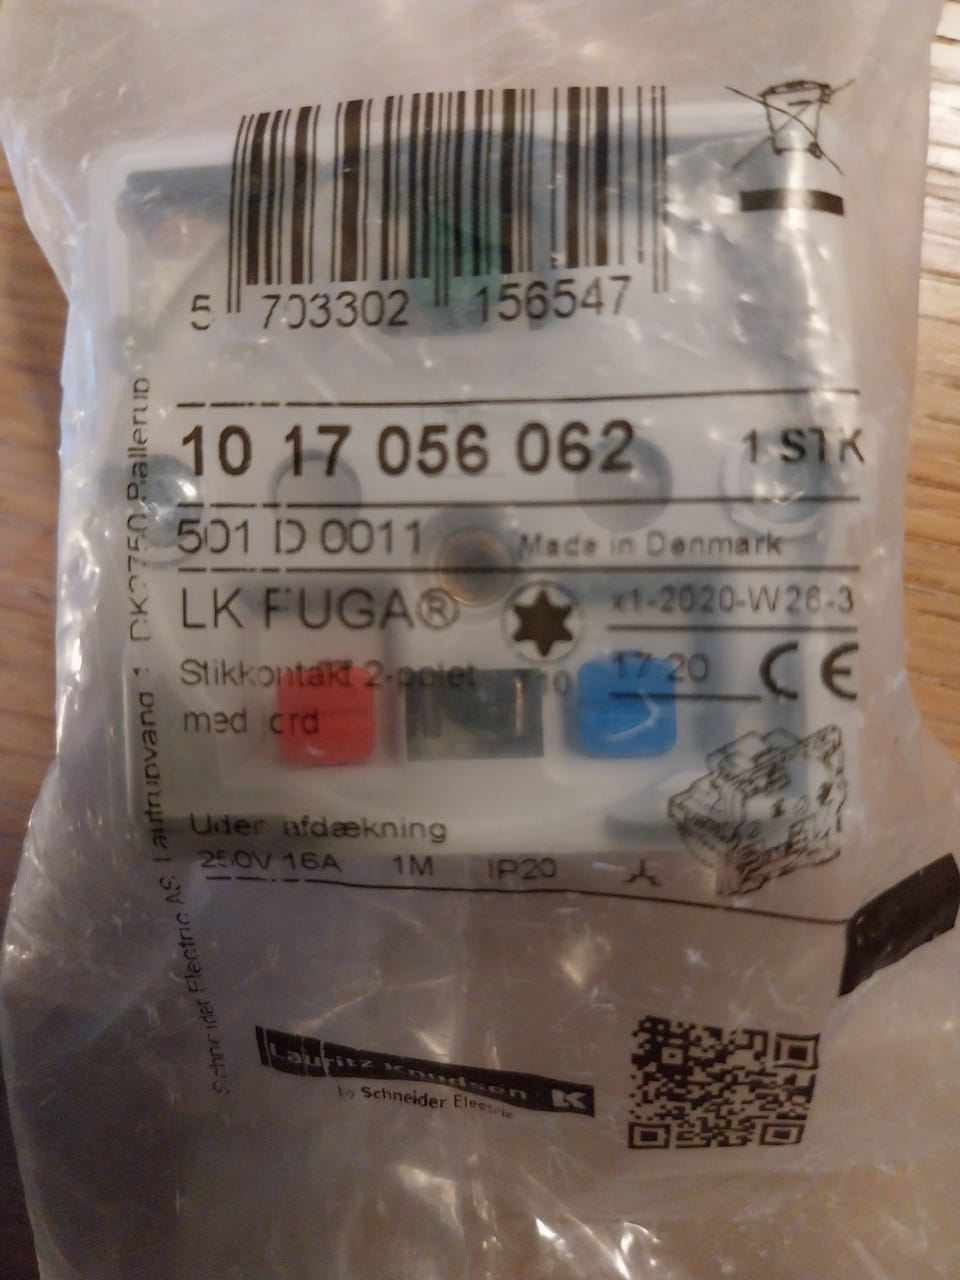 5 703302 156547
10 17 056 062 1 STK
501 D 0011 Made in Denmark
LK FUGA® x1-2020-W26-3
17 20 CE
Stikkontakt 2-polet
med jord
Uden afdækning
250V 16A 1M IP20
Schneider Electric AS, Lautrupvang 1, DK2750 Ballerup
Lauritz Knudsen
by Schneider Electric